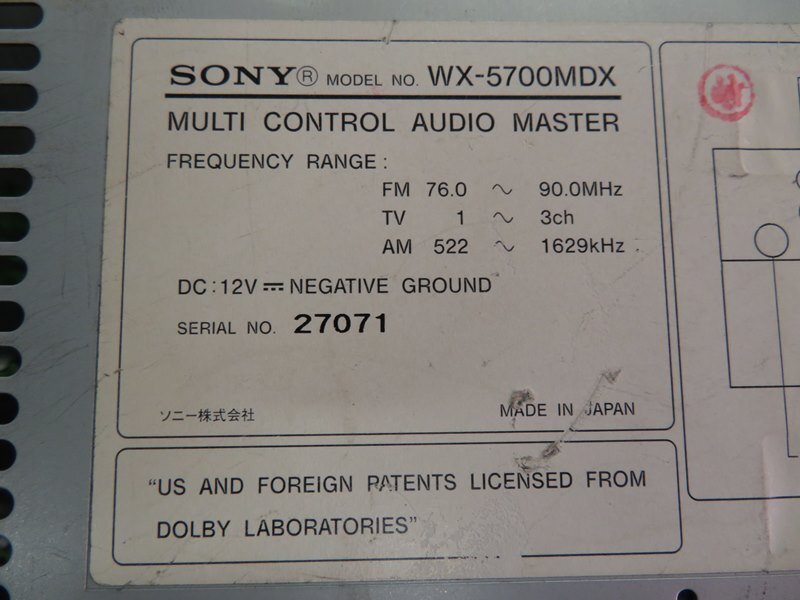 SONY® MODEL NO. WX-5700MDX
MULTI CONTROL AUDIO MASTER
FREQUENCY RANGE :
FM 76.0 ～ 90.0MHz
TV 1 ～ 3ch
AM 522 ～ 1629kHz
DC : 12V ⎓ NEGATIVE GROUND
SERIAL NO. 27071
ソニー株式会社
MADE IN JAPAN
"US AND FOREIGN PATENTS LICENSED FROM
DOLBY LABORATORIES"